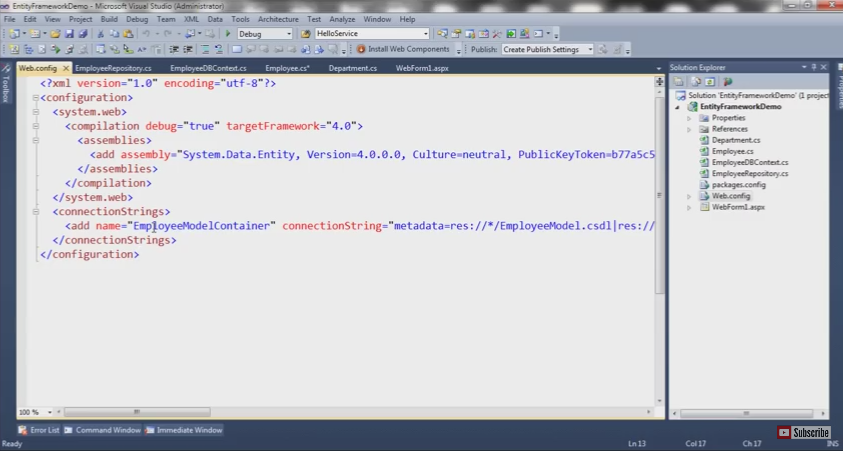 EntityFrameworkDemo - Microsoft Visual Studio (Administrator)
File Edit View Project Build Debug Team XML Data Tools Architecture Test Analyze Window Help
Debug HelloService
Install Web Components Publish: Create Publish Settings
Toolbox
Web.config EmployeeRepository.cs EmployeeDBContext.cs Employee.cs* Department.cs WebForm1.aspx
<?xml version="1.0" encoding="utf-8"?>
<configuration>
<system.web>
<compilation debug="true" targetFramework="4.0">
<assemblies>
<add assembly="System.Data.Entity, Version=4.0.0.0, Culture=neutral, PublicKeyToken=b77a5c5
</assemblies>
</compilation>
</system.web>
<connectionStrings>
<add name="EmployeeModelContainer" connectionString="metadata=res://*/EmployeeModel.csdl|res://
</connectionStrings>
</configuration>
100 %
Solution Explorer
Solution 'EntityFrameworkDemo' (1 project
EntityFrameworkDemo
Properties
References
Department.cs
Employee.cs
EmployeeDBContext.cs
EmployeeRepository.cs
packages.config
Web.config
WebForm1.aspx
Properties
Error List Command Window Immediate Window
Subscribe
Ready Ln 13 Col 17 Ch 17 INS